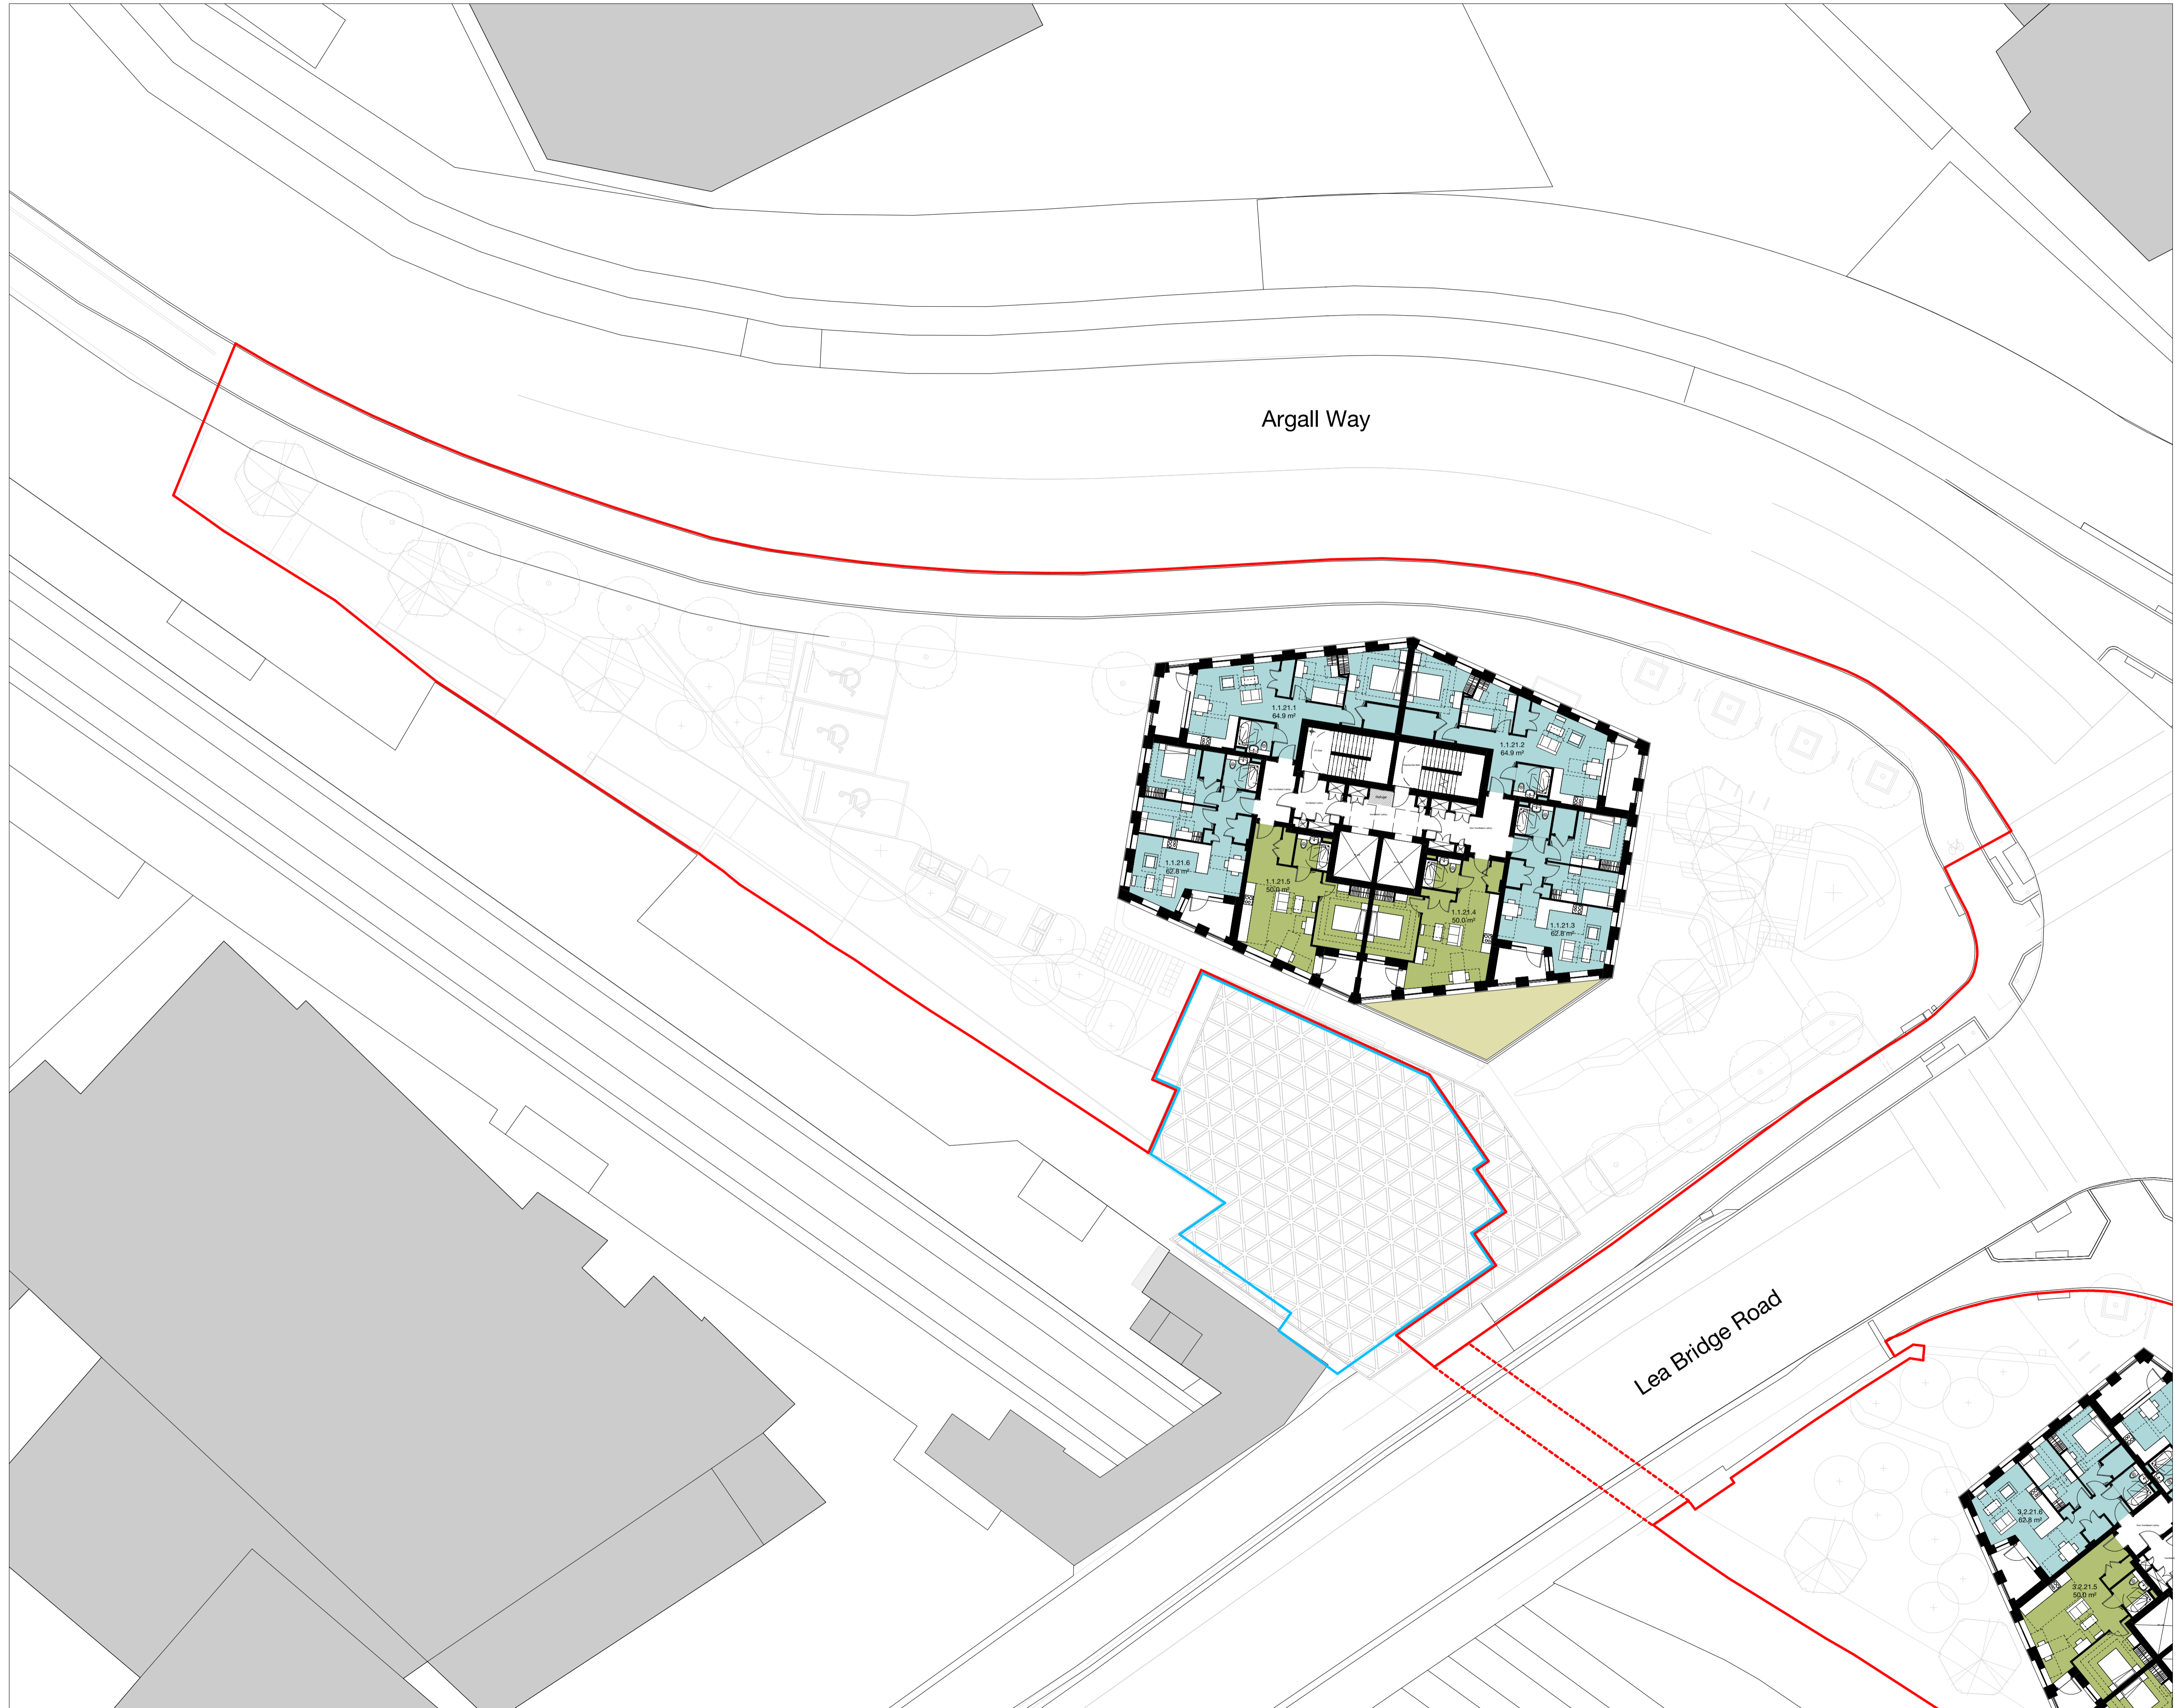 Argall Way
1.1.21.1
64.9 m²
1.1.21.2
64.9 m²
1.1.21.6
62.8 m²
1.1.21.5
50.0 m²
1.1.21.4
50.0 m²
1.1.21.3
62.8 m²
Lea Bridge Road
3.2.21.6
62.8 m²
3.2.21.5
50.0 m²